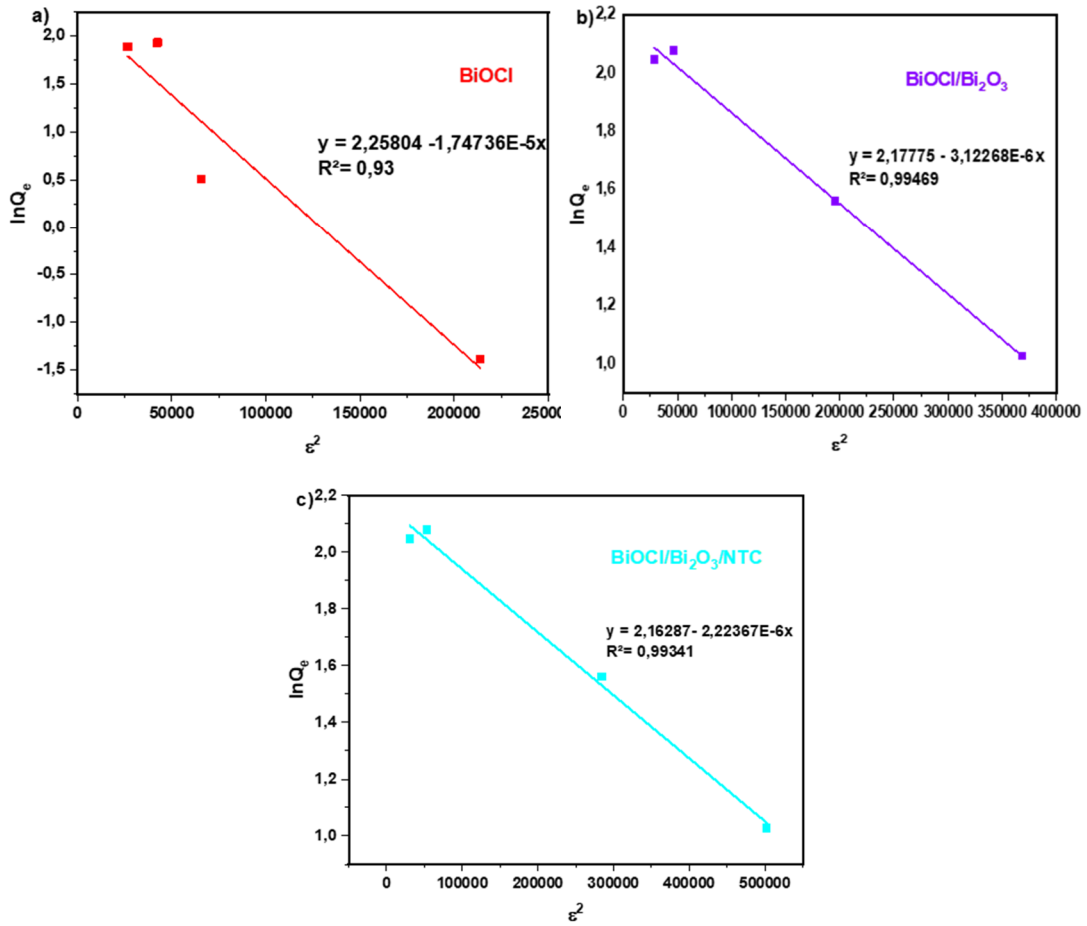 a)
2,0
1,5
1,0
0,5
0,0
-0,5
-1,0
-1,5
lnQe
BiOCl
y = 2,25804 -1,74736E-5x
R²= 0,93
0 50000 100000 150000 200000 25000
ε²
b)
2,2
2,0
1,8
1,6
1,4
1,2
1,0
lnQe
BiOCl/Bi₂O₃
y = 2,17775 - 3,12268E-6x
R²= 0,99469
0 50000 100000 150000 200000 250000 300000 350000 400000
ε²
c)
2,2
2,0
1,8
1,6
1,4
1,2
1,0
lnQe
BiOCl/Bi₂O₃/NTC
y = 2,16287- 2,22367E-6x
R²= 0,99341
0 100000 200000 300000 400000 500000
ε²